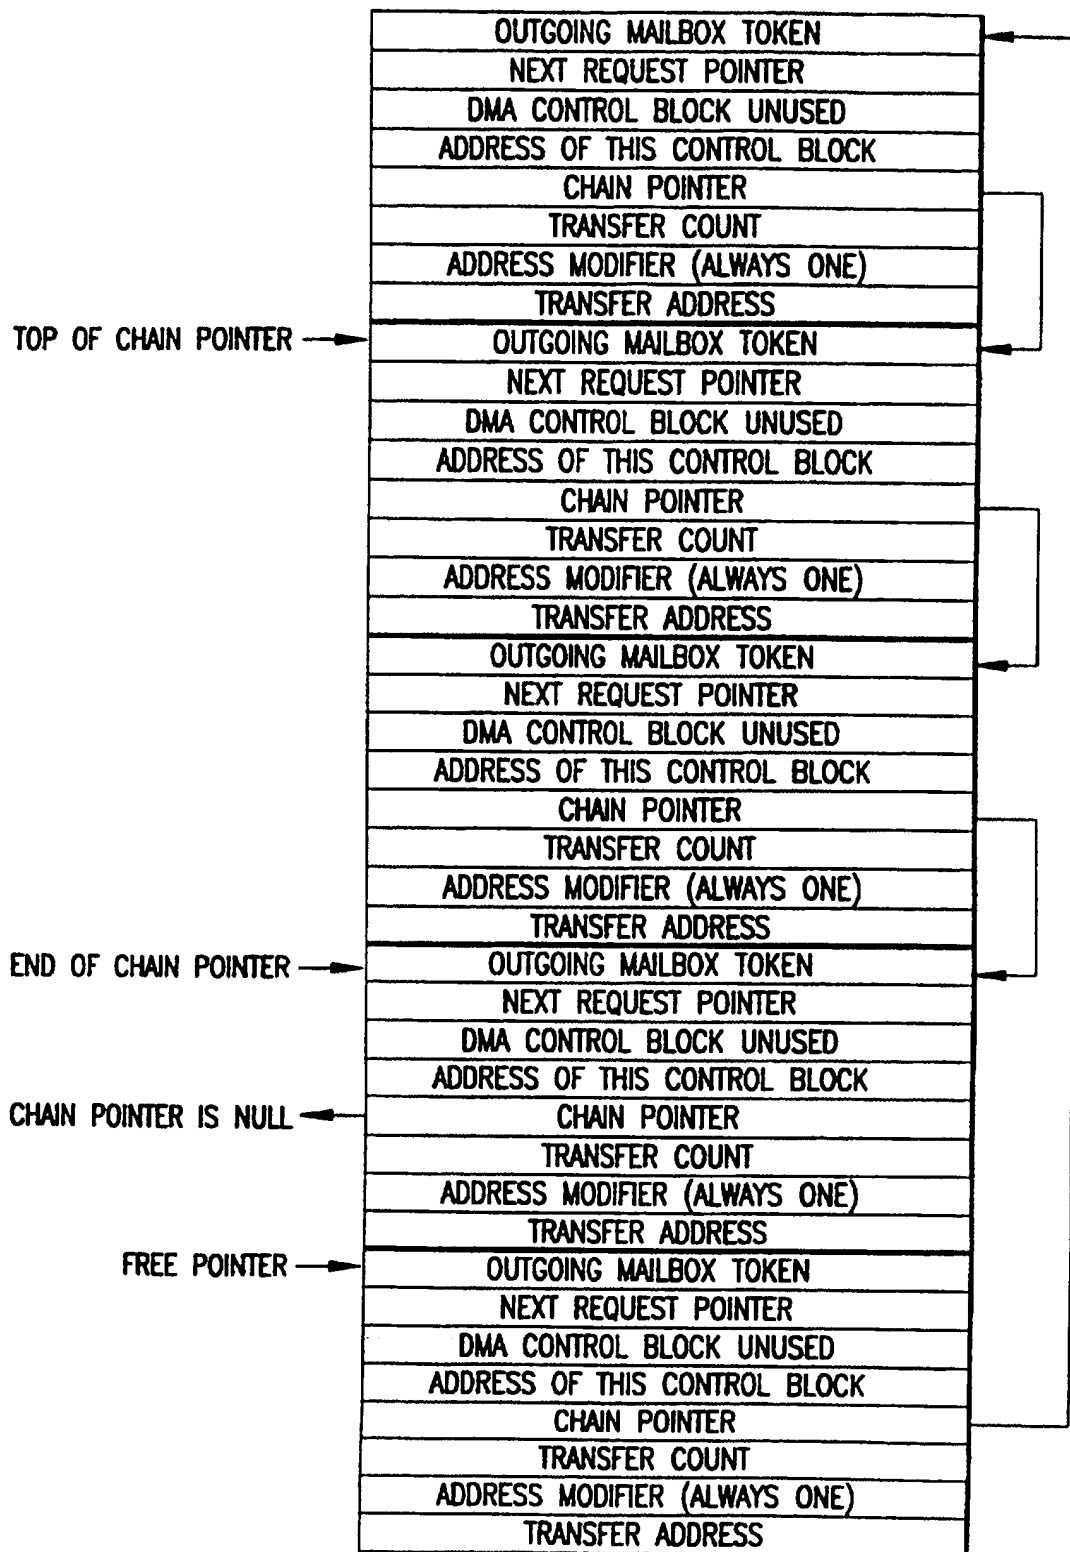 OUTGOING MAILBOX TOKEN
NEXT REQUEST POINTER
DMA CONTROL BLOCK UNUSED
ADDRESS OF THIS CONTROL BLOCK
CHAIN POINTER
TRANSFER COUNT
ADDRESS MODIFIER (ALWAYS ONE)
TRANSFER ADDRESS
TOP OF CHAIN POINTER
OUTGOING MAILBOX TOKEN
NEXT REQUEST POINTER
DMA CONTROL BLOCK UNUSED
ADDRESS OF THIS CONTROL BLOCK
CHAIN POINTER
TRANSFER COUNT
ADDRESS MODIFIER (ALWAYS ONE)
TRANSFER ADDRESS
OUTGOING MAILBOX TOKEN
NEXT REQUEST POINTER
DMA CONTROL BLOCK UNUSED
ADDRESS OF THIS CONTROL BLOCK
CHAIN POINTER
TRANSFER COUNT
ADDRESS MODIFIER (ALWAYS ONE)
TRANSFER ADDRESS
END OF CHAIN POINTER
OUTGOING MAILBOX TOKEN
NEXT REQUEST POINTER
DMA CONTROL BLOCK UNUSED
ADDRESS OF THIS CONTROL BLOCK
CHAIN POINTER IS NULL
CHAIN POINTER
TRANSFER COUNT
ADDRESS MODIFIER (ALWAYS ONE)
TRANSFER ADDRESS
FREE POINTER
OUTGOING MAILBOX TOKEN
NEXT REQUEST POINTER
DMA CONTROL BLOCK UNUSED
ADDRESS OF THIS CONTROL BLOCK
CHAIN POINTER
TRANSFER COUNT
ADDRESS MODIFIER (ALWAYS ONE)
TRANSFER ADDRESS